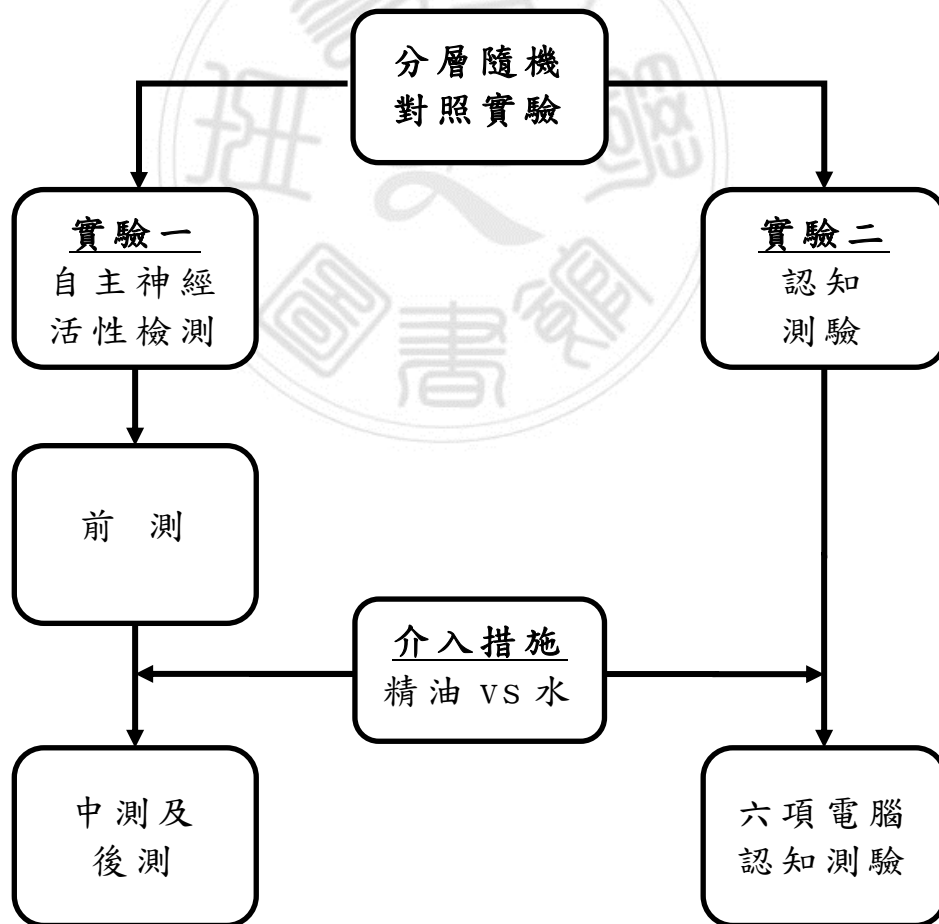 分層隨機
對照實驗
實驗一
自主神經
活性檢測
實驗二
認知
測驗
前 測
介入措施
精油 vs 水
中測及
後測
六項電腦
認知測驗